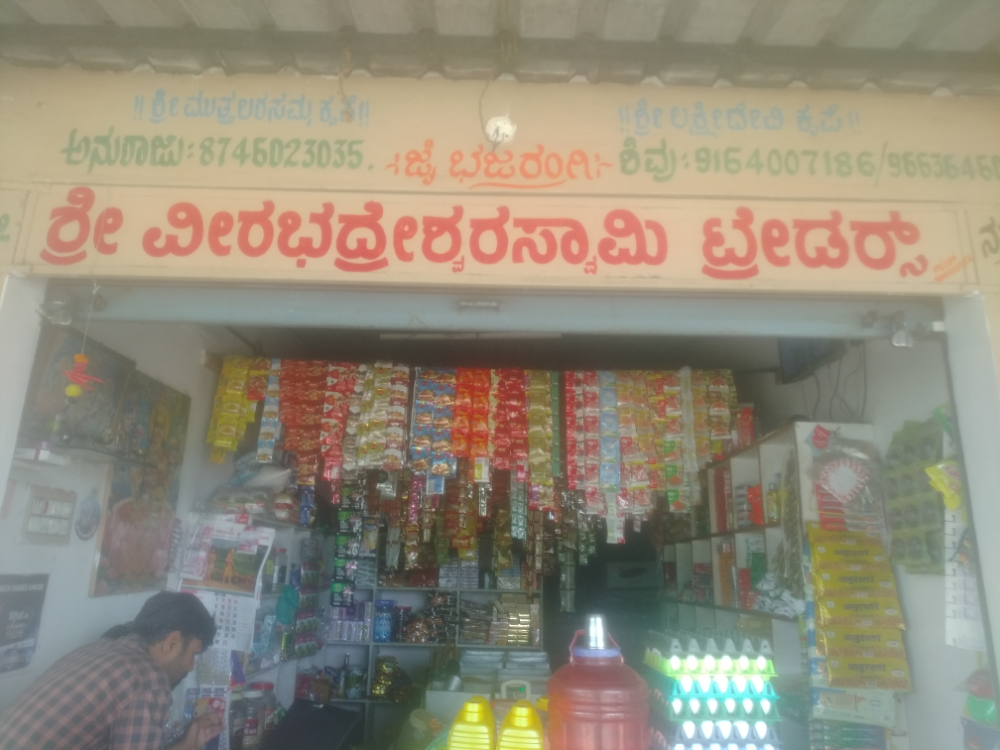 ॥ ಶ್ರೀ ಮುತ್ತಲರಸಮ್ಮ ಕೃಪೆ ॥ ॥ ಶ್ರೀ ಲಕ್ಷ್ಮೀದೇವಿ ಕೃಪೆ ॥
ಅನುರಾಜು: 8746023035. ಜೈ ಭಜರಂಗಿ ಶಿವು: 9164007186/
ಶ್ರೀ ವೀರಭದ್ರೇಶ್ವರಸ್ವಾಮಿ ಟ್ರೇಡರ್ಸ್